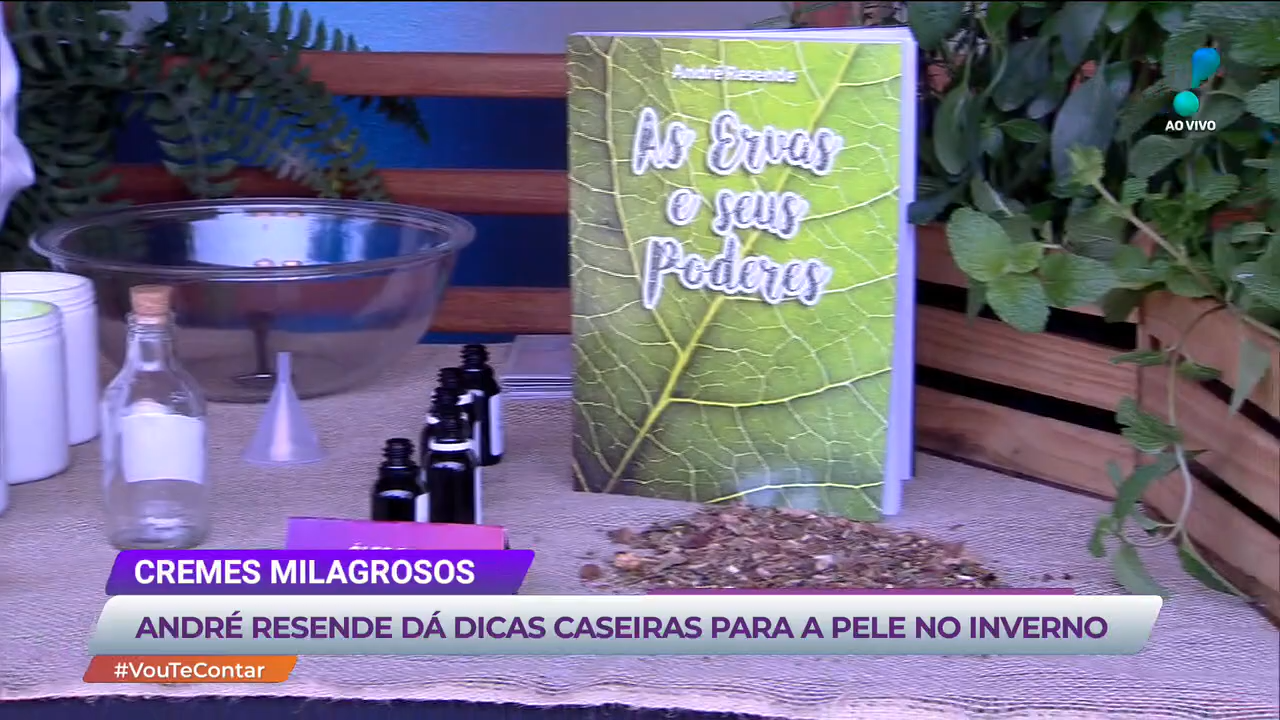 André Resende
As Ervas
e seus
Poderes
AO VIVO
CREMES MILAGROSOS
ANDRÉ RESENDE DÁ DICAS CASEIRAS PARA A PELE NO INVERNO
#VouTeContar